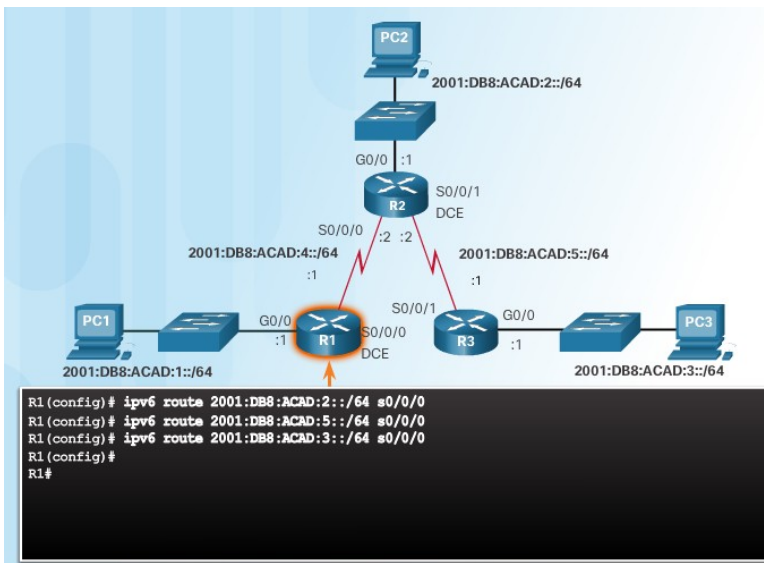 PC2
2001:DB8:ACAD:2::/64
G0/0 :1
R2
S0/0/1
DCE
S0/0/0
:2 :2
2001:DB8:ACAD:4::/64
2001:DB8:ACAD:5::/64
:1
:1
PC1
G0/0
:1
R1
S0/0/0
DCE
S0/0/1
R3
G0/0
:1
PC3
2001:DB8:ACAD:1::/64
2001:DB8:ACAD:3::/64
R1(config)# ipv6 route 2001:DB8:ACAD:2::/64 s0/0/0
R1(config)# ipv6 route 2001:DB8:ACAD:5::/64 s0/0/0
R1(config)# ipv6 route 2001:DB8:ACAD:3::/64 s0/0/0
R1(config)#
R1#